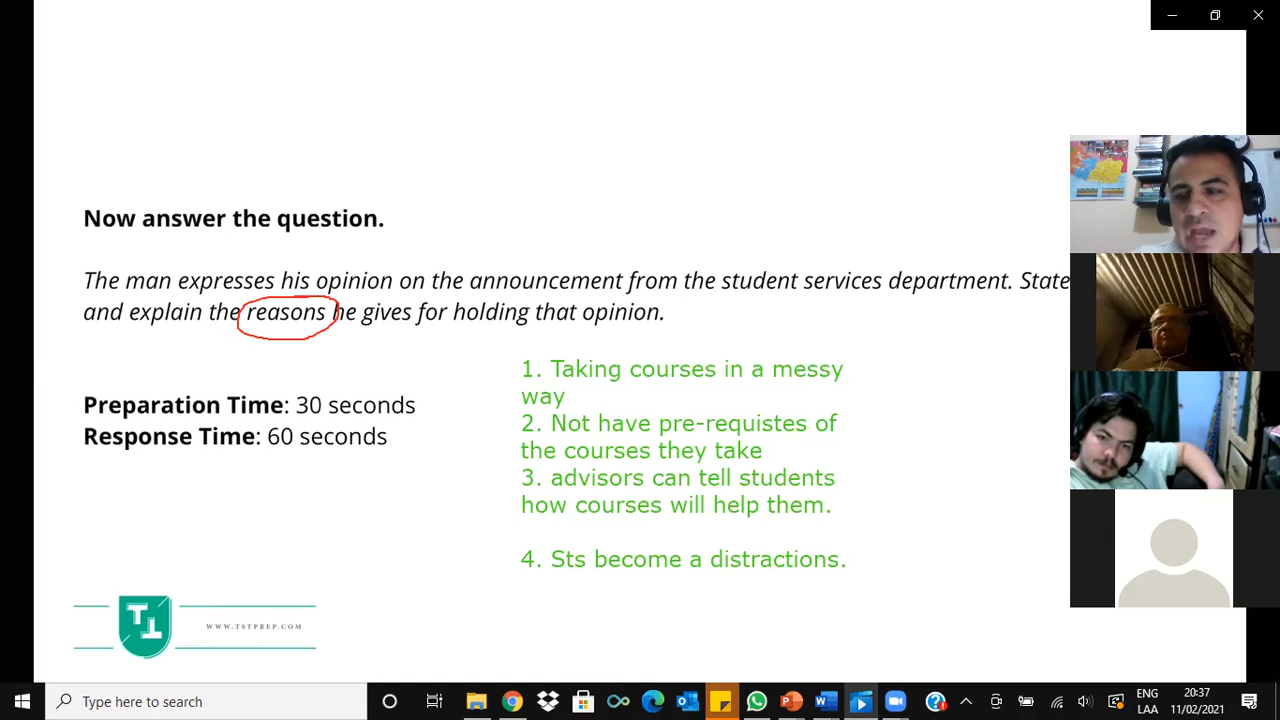 Now answer the question.
The man expresses his opinion on the announcement from the student services department. State
and explain the reasons he gives for holding that opinion.
1. Taking courses in a messy
way
2. Not have pre-requistes of
the courses they take
3. advisors can tell students
how courses will help them.
4. Sts become a distractions.
Preparation Time: 30 seconds
Response Time: 60 seconds
WWW.TSTPREP.COM
Type here to search
ENG
LAA
20:37
11/02/2021